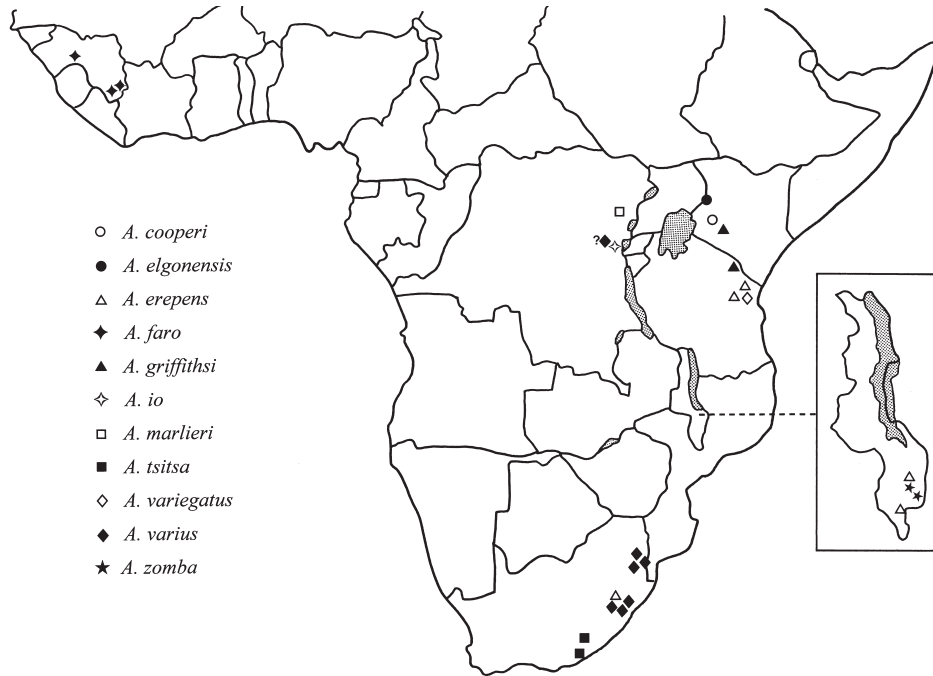 A. cooperi
A. elgonensis
A. erepens
A. faro
A. griffithsi
A. io
A. marlieri
A. tsitsa
A. variegatus
A. varius
A. zomba
?